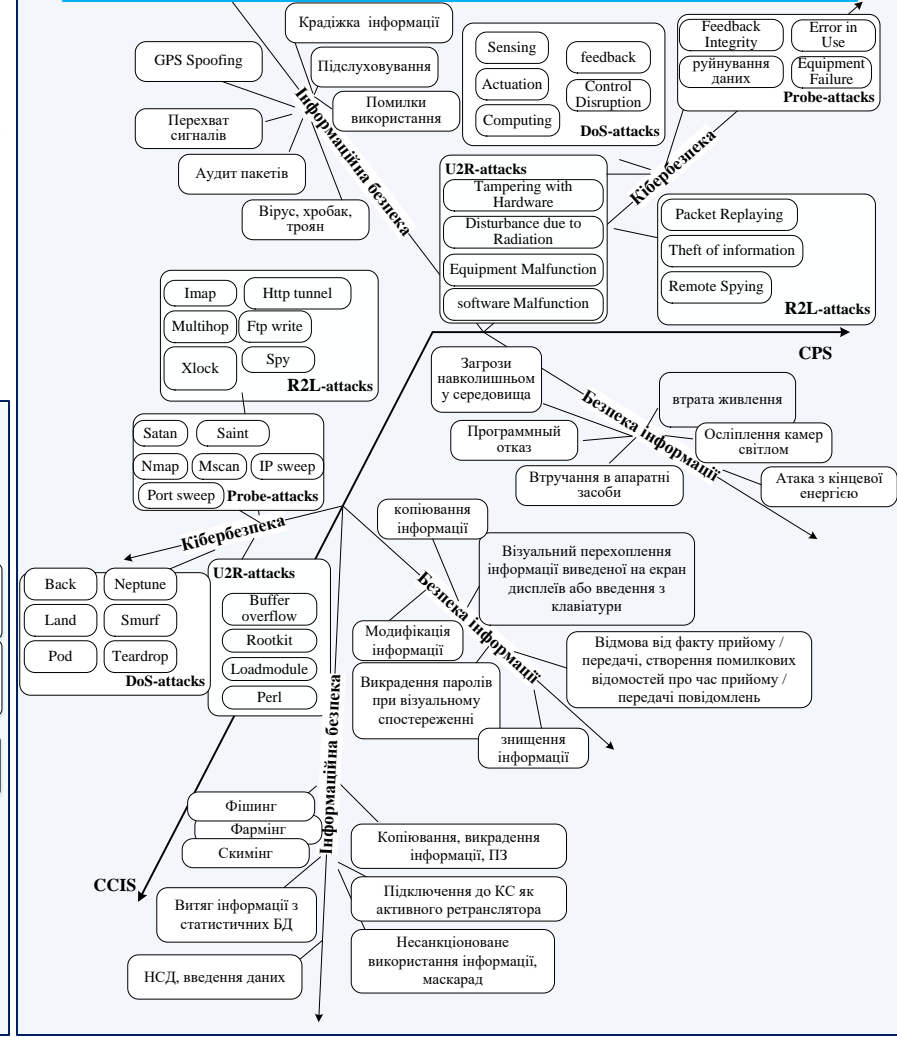 Крадіжка інформації
GPS Spoofing
Підслуховування
Помилки
використання
Перехват
сигналів
Аудит пакетів
Вірус, хробак,
троян
Інформаційна безпека
Sensing
feedback
Actuation
Control
Disruption
Computing
DoS-attacks
Feedback
Integrity
Error in
Use
руйнування
даних
Equipment
Failure
Probe-attacks
Кібербезпека
U2R-attacks
Tampering with
Hardware
Disturbance due to
Radiation
Equipment Malfunction
software Malfunction
Packet Replaying
Theft of information
Remote Spying
R2L-attacks
CPS
Imap
Http tunnel
Multihop
Ftp write
Xlock
Spy
R2L-attacks
Загрози
навколишньом
у середовища
Безпека інформації
втрата живлення
Программный
отказ
Осліплення камер
світлом
Втручання в апаратні
засоби
Атака з кінцевої
енергією
Satan
Saint
Nmap
Mscan
IP sweep
Port sweep
Probe-attacks
Кібербезпека
Back
Neptune
Land
Smurf
Pod
Teardrop
DoS-attacks
U2R-attacks
Buffer
overflow
Rootkit
Loadmodule
Perl
копіювання
інформації
Безпека інформації
Візуальний перехоплення
інформації виведеної на екран
дисплеїв або введення з
клавіатури
Модифікація
інформації
Відмова від факту прийому /
передачі, створення помилкових
відомостей про час прийому /
передачі повідомлень
Викрадення паролів
при візуальному
спостереженні
знищення
інформації
Інформаційна безпека
Фішинг
Фармінг
Скимінг
Копіювання, викрадення
інформації, ПЗ
CCIS
Витяг інформації з
статистичних БД
Підключення до КС як
активного ретранслятора
Несанкціоноване
використання інформації,
маскарад
НСД, введення даних